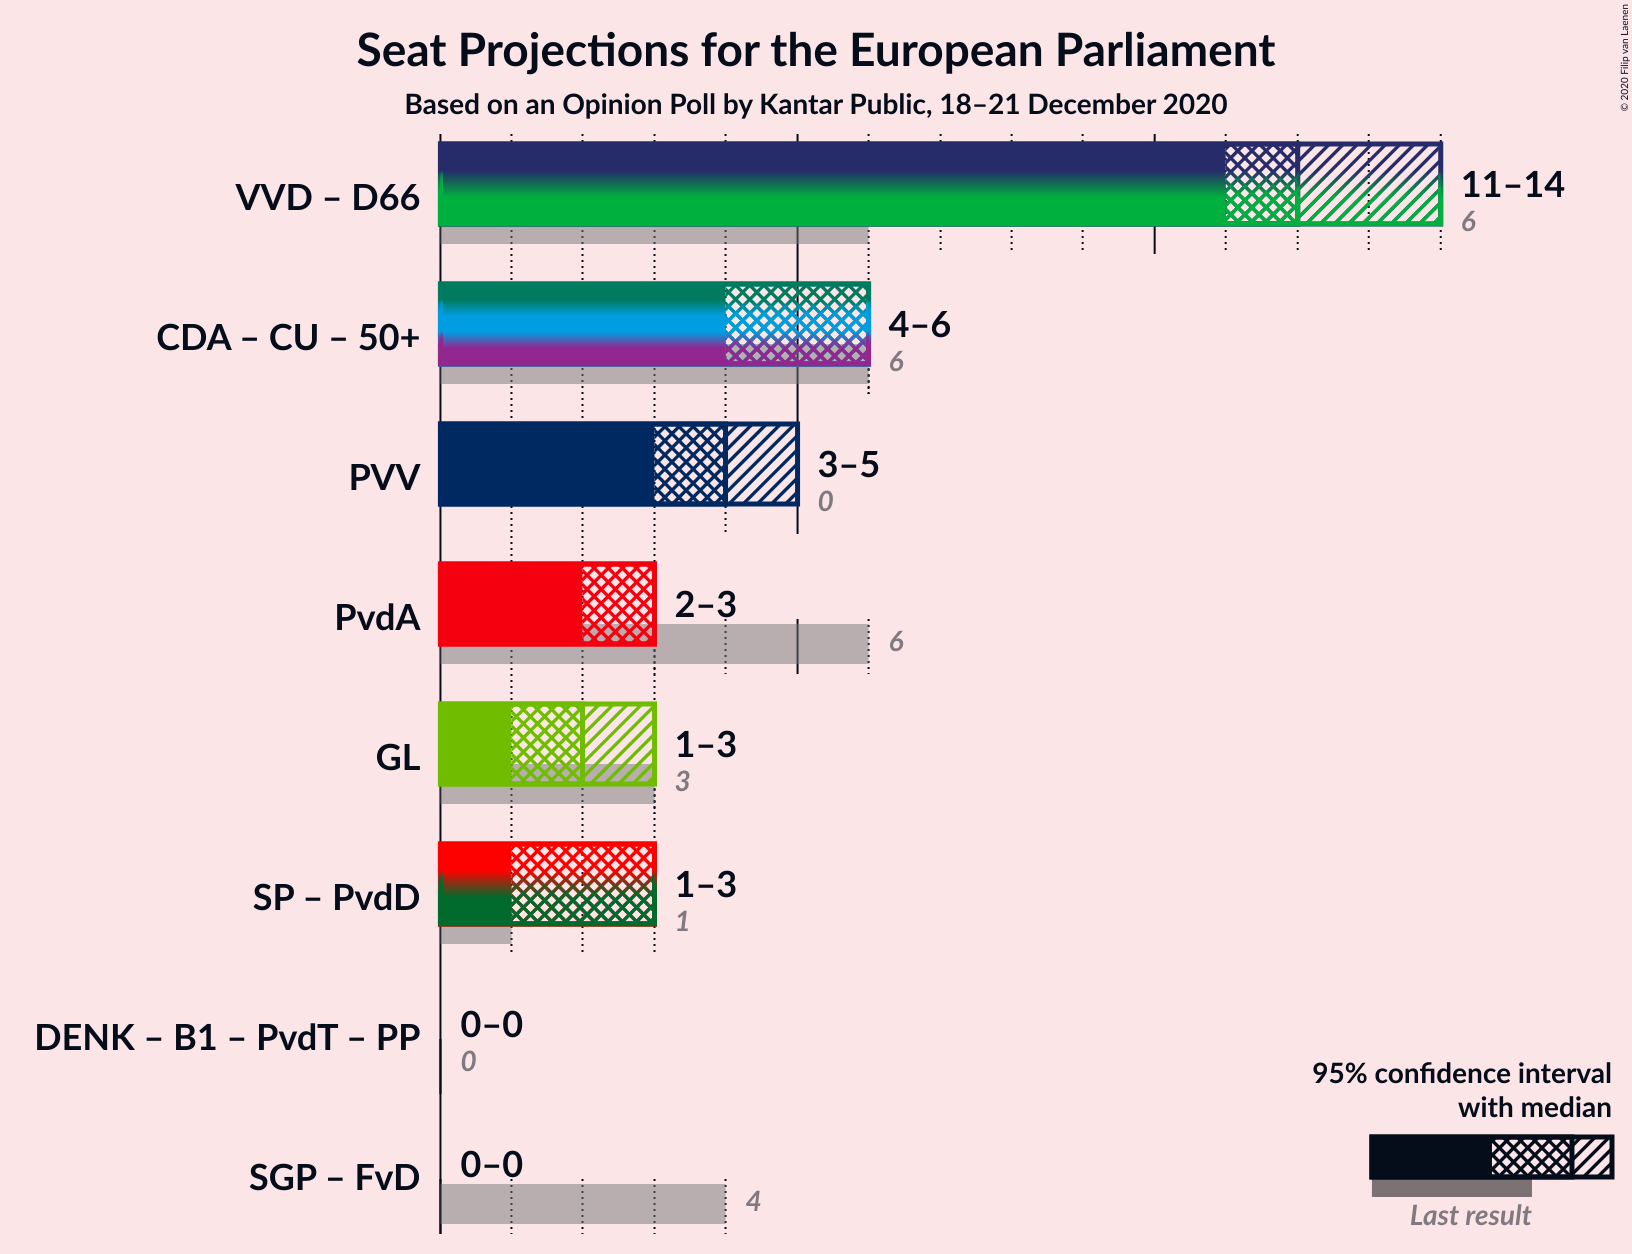 Seat Projections for the European Parliament
Based on an Opinion Poll by Kantar Public, 18–21 December 2020
© 2020 Filip van Laenen
VVD – D66
11–14
6
CDA – CU – 50+
4–6
6
PVV
3–5
0
PvdA
2–3
6
GL
1–3
3
SP – PvdD
1–3
1
DENK – B1 – PvdT – PP
0–0
0
SGP – FvD
0–0
4
95% confidence interval
with median
Last result